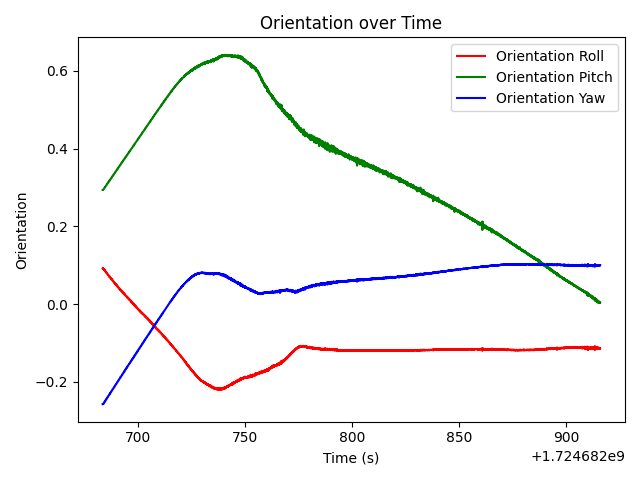 Orientation over Time
Orientation Roll
Orientation Pitch
Orientation Yaw
Orientation
0.6
0.4
0.2
0.0
−0.2
700
750
800
850
900
Time (s)
+1.724682e9